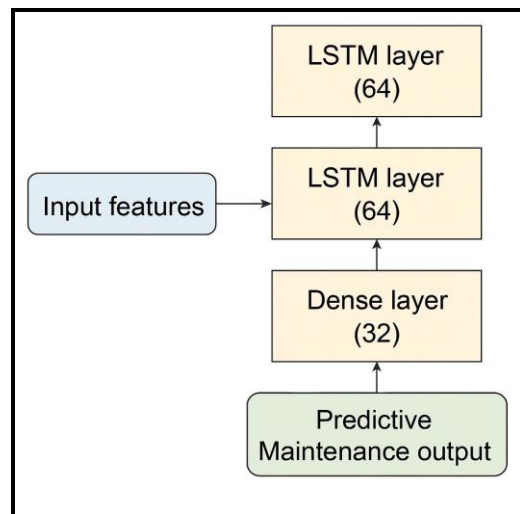 LSTM layer
(64)
Input features
LSTM layer
(64)
Dense layer
(32)
Predictive
Maintenance output